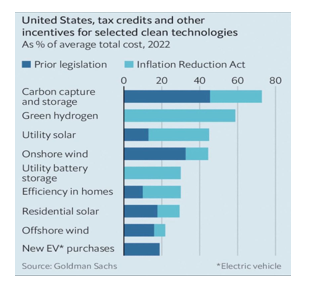 United States, tax credits and other
incentives for selected clean technologies
As % of average total cost, 2022
Prior legislation Inflation Reduction Act
0 20 40 60 80
Carbon capture
and storage
Green hydrogen
Utility solar
Onshore wind
Utility battery
storage
Efficiency in homes
Residential solar
Offshore wind
New EV* purchases
Source: Goldman Sachs *Electric vehicle